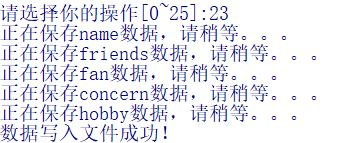 请选择你的操作[0~25]:23
正在保存name数据，请稍等。。。
正在保存friends数据，请稍等。。。
正在保存fan数据，请稍等。。。
正在保存concern数据，请稍等。。。
正在保存hobby数据，请稍等。。。
数据写入文件成功！